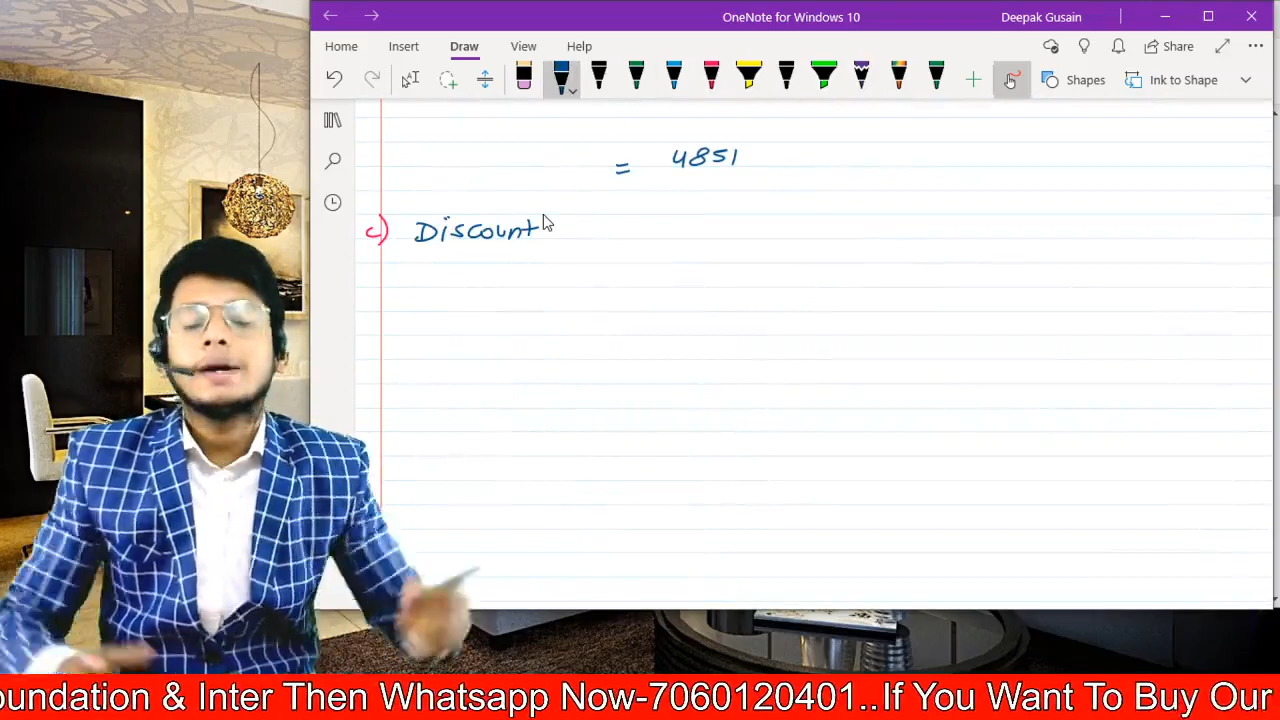 OneNote for Windows 10
Deepak Gusain
Home Insert Draw View Help
Share
Shapes
Ink to Shape
= 4851
c) Discount
oundation & Inter Then Whatsapp Now-7060120401..If You Want To Buy Our